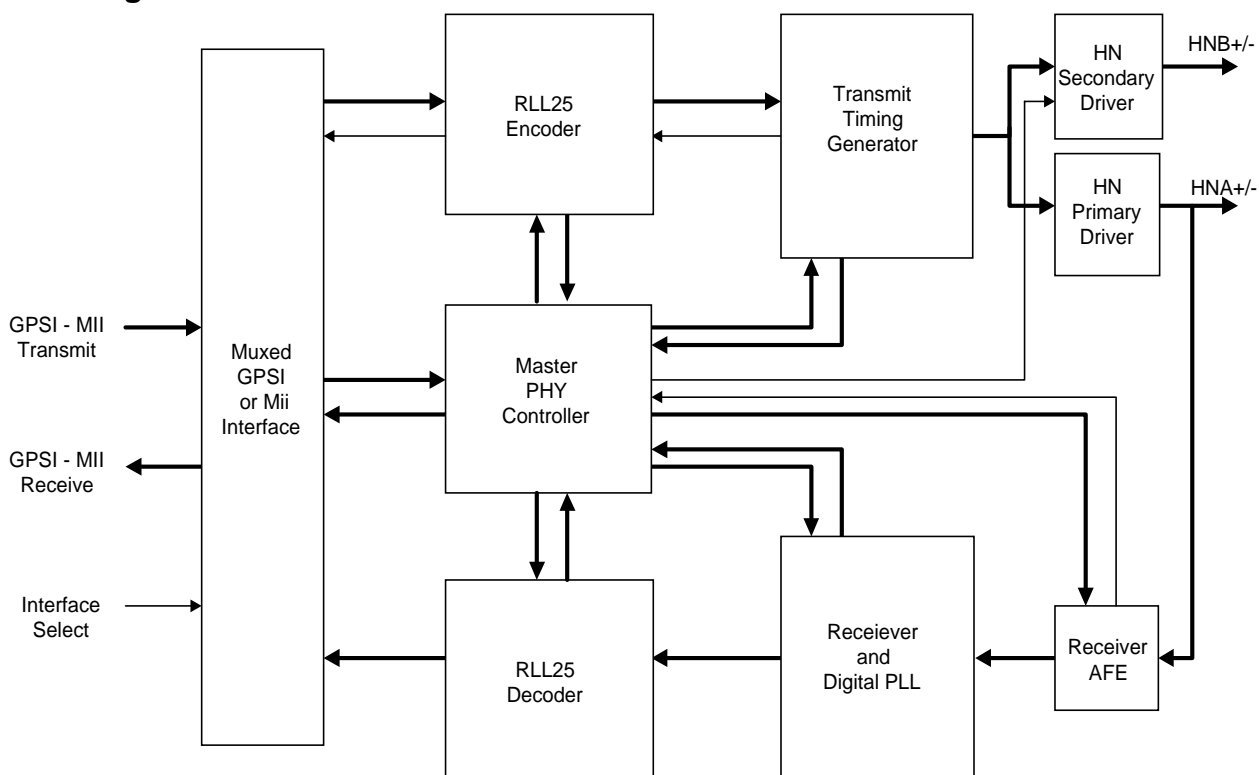 HNB+/-
HN
Secondary
Driver
RLL25
Encoder
Transmit
Timing
Generator
HNA+/-
HN
Primary
Driver
GPSI - MII
Transmit
Muxed
GPSI
or Mii
Interface
Master
PHY
Controller
GPSI - MII
Receive
Interface
Select
RLL25
Decoder
Receiever
and
Digital PLL
Receiver
AFE